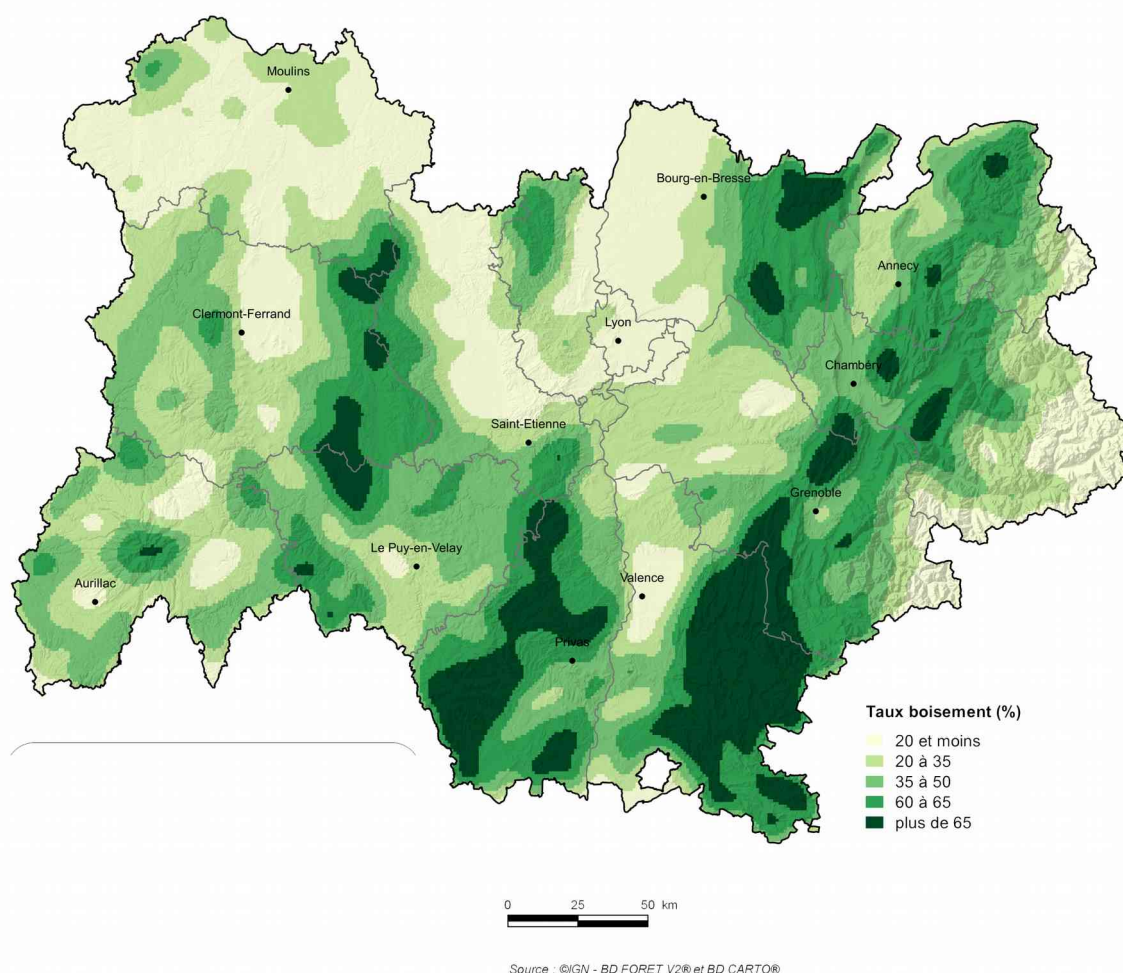 Moulins
Bourg-en-Bresse
Annecy
Clermont-Ferrand
Lyon
Chambéry
Saint-Etienne
Grenoble
Le Puy-en-Velay
Aurillac
Valence
Privas
Taux boisement (%)
20 et moins
20 à 35
35 à 50
60 à 65
plus de 65
0 25 50 km
Source : ©IGN - BD FORET V2® et BD CARTO®